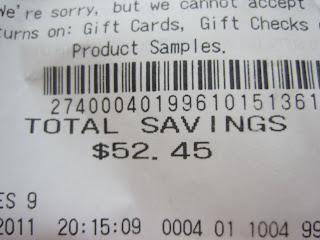 We're sorry, but we cannot accept
turns on: Gift Cards, Gift Checks
Product Samples.
27400040199610151361
TOTAL SAVINGS
$52.45
ES 9
2011 20:15:09 0004 01 1004 99